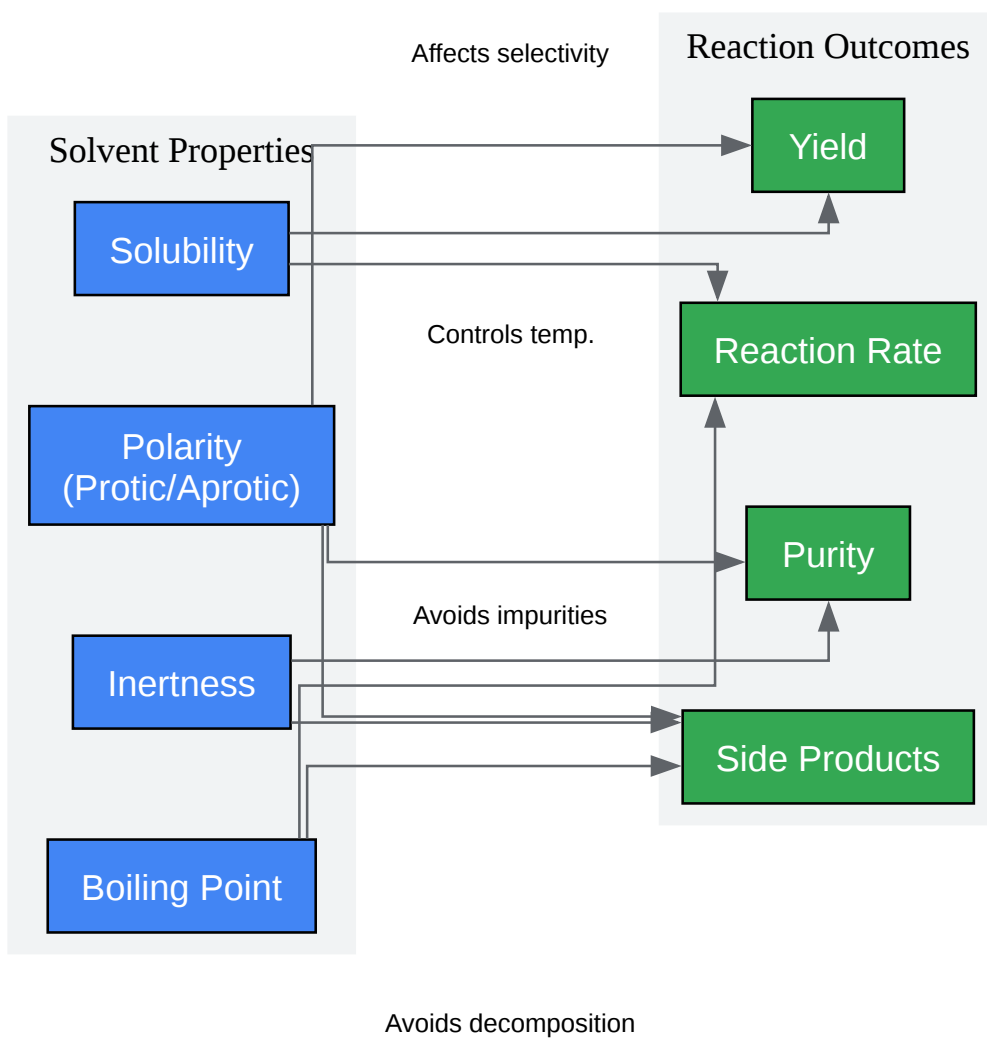 Affects selectivity
Reaction Outcomes
Yield
Solvent Properties
Solubility
Controls temp.
Reaction Rate
Polarity
(Protic/Aprotic)
Purity
Avoids impurities
Inertness
Side Products
Boiling Point
Avoids decomposition